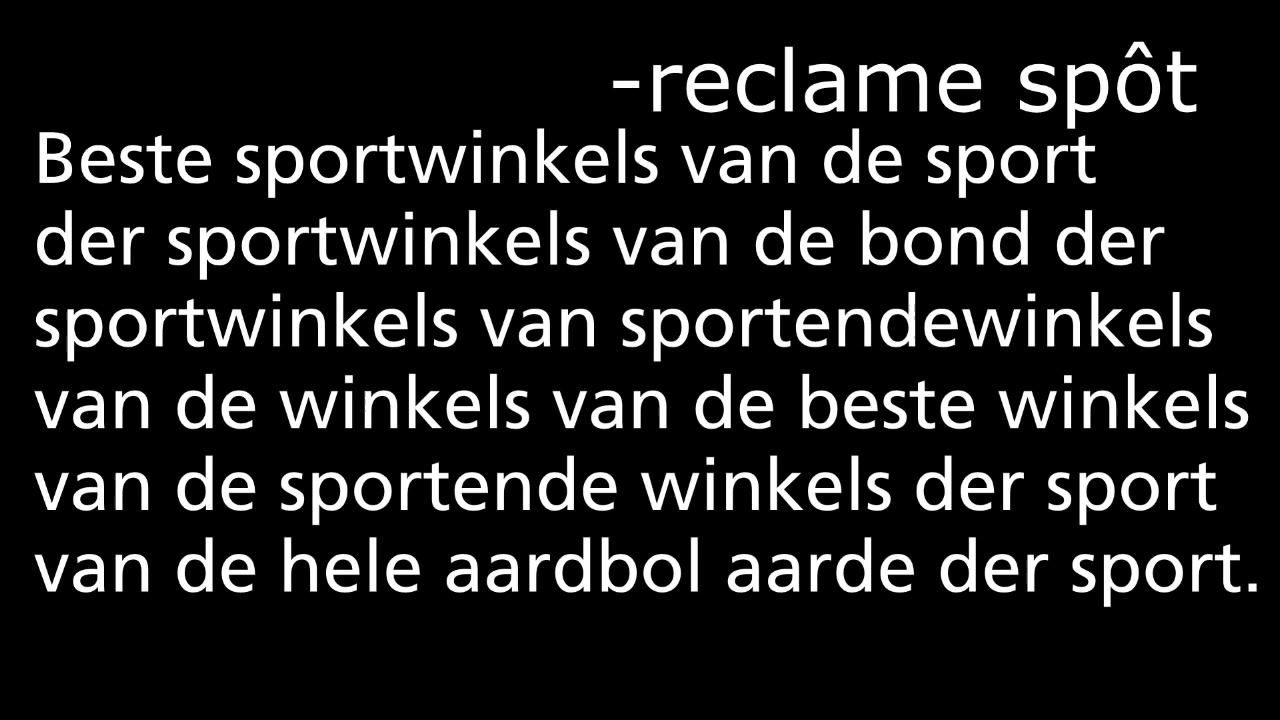 -reclame spôt
Beste sportwinkels van de sport
der sportwinkels van de bond der
sportwinkels van sportendewinkels
van de winkels van de beste winkels
van de sportende winkels der sport
van de hele aardbol aarde der sport.